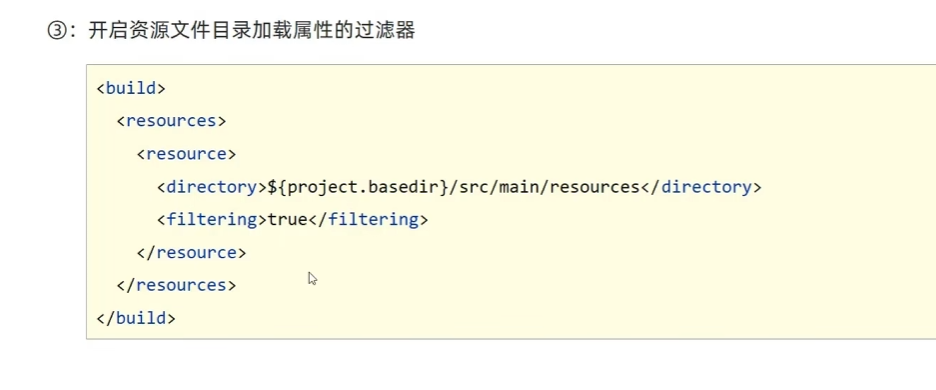 ③：开启资源文件目录加载属性的过滤器
<build>
  <resources>
    <resource>
      <directory>${project.basedir}/src/main/resources</directory>
      <filtering>true</filtering>
    </resource>
  </resources>
</build>